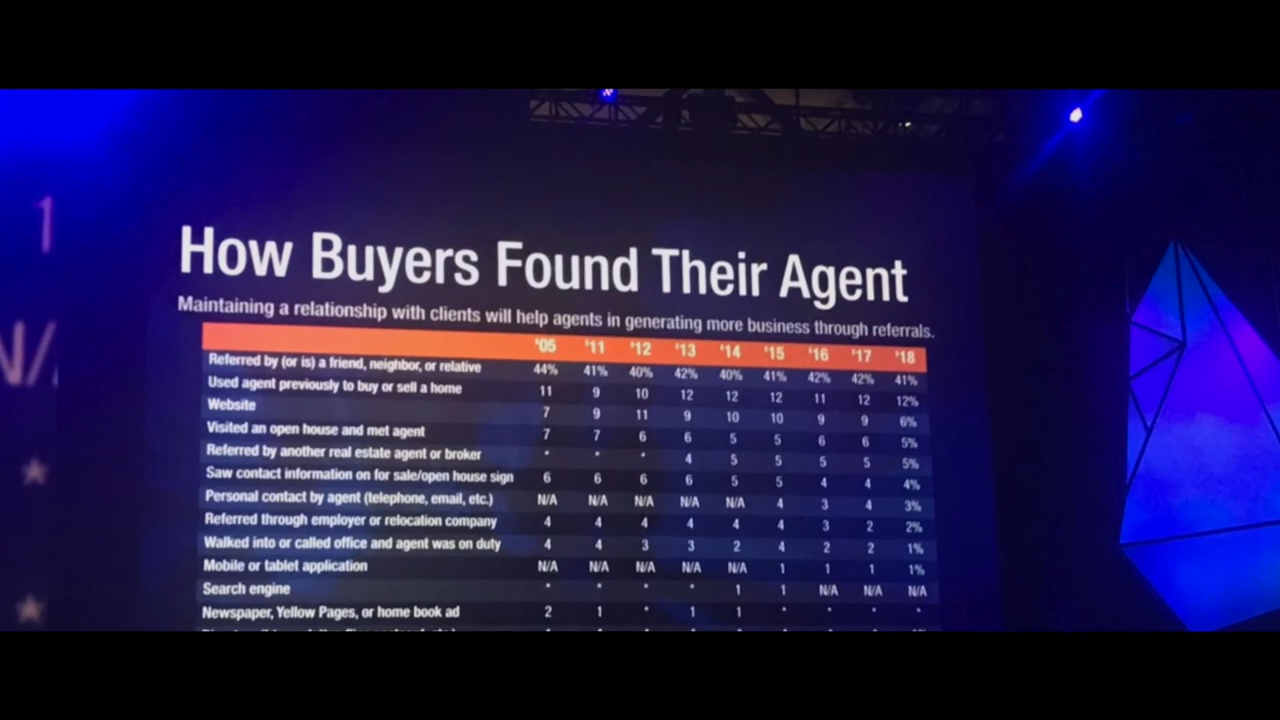 1
N/
How Buyers Found Their Agent
Maintaining a relationship with clients will help agents in generating more business through referrals.
'05 '11 '12 '13 '14 '15 '16 '17 '18
Referred by (or is) a friend, neighbor, or relative 44% 41% 40% 42% 40% 41% 42% 42% 41%
Used agent previously to buy or sell a home 11 9 10 12 12 12 11 12 12%
Website 7 9 11 9 10 10 9 9 6%
Visited an open house and met agent 7 7 6 6 5 5 6 6 5%
Referred by another real estate agent or broker * * * 4 5 5 5 5 5%
Saw contact information on for sale/open house sign 6 6 6 6 5 5 4 4 4%
Personal contact by agent (telephone, email, etc.) N/A N/A N/A N/A N/A 4 3 4 3%
Referred through employer or relocation company 4 4 4 4 4 4 3 2 2%
Walked into or called office and agent was on duty 4 4 3 3 2 4 2 2 1%
Mobile or tablet application N/A N/A N/A N/A N/A 1 1 1 1%
Search engine * * * * 1 1 N/A N/A N/A
Newspaper, Yellow Pages, or home book ad 2 1 * 1 1 * * * *